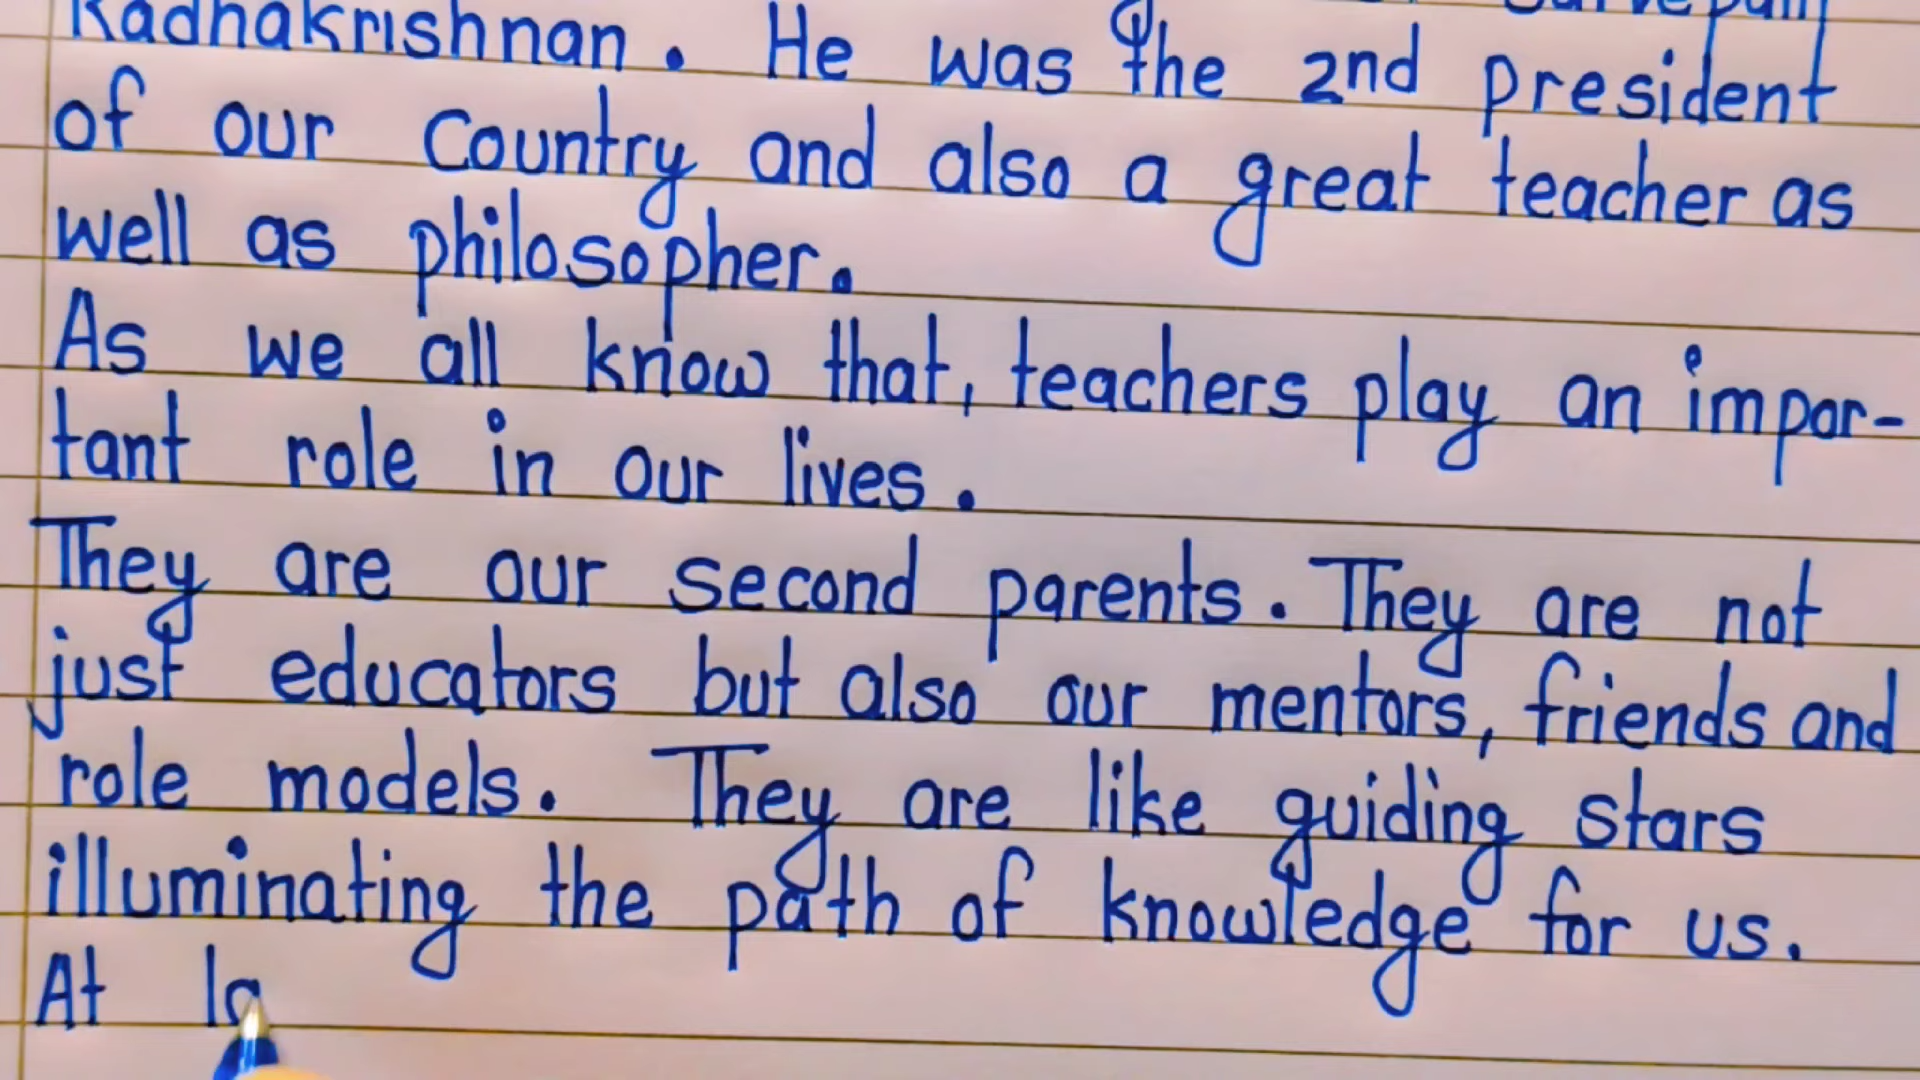 Sarvepalli
Radhakrishnan. He was the 2nd president
of our Country and also a great teacher as
well as philosopher.
As we all know that, teachers play an impor-
tant role in our lives.
They are our second parents. They are not
just educators but also our mentors, friends and
role models. They are like guiding stars
illuminating the path of knowledge for us.
At la